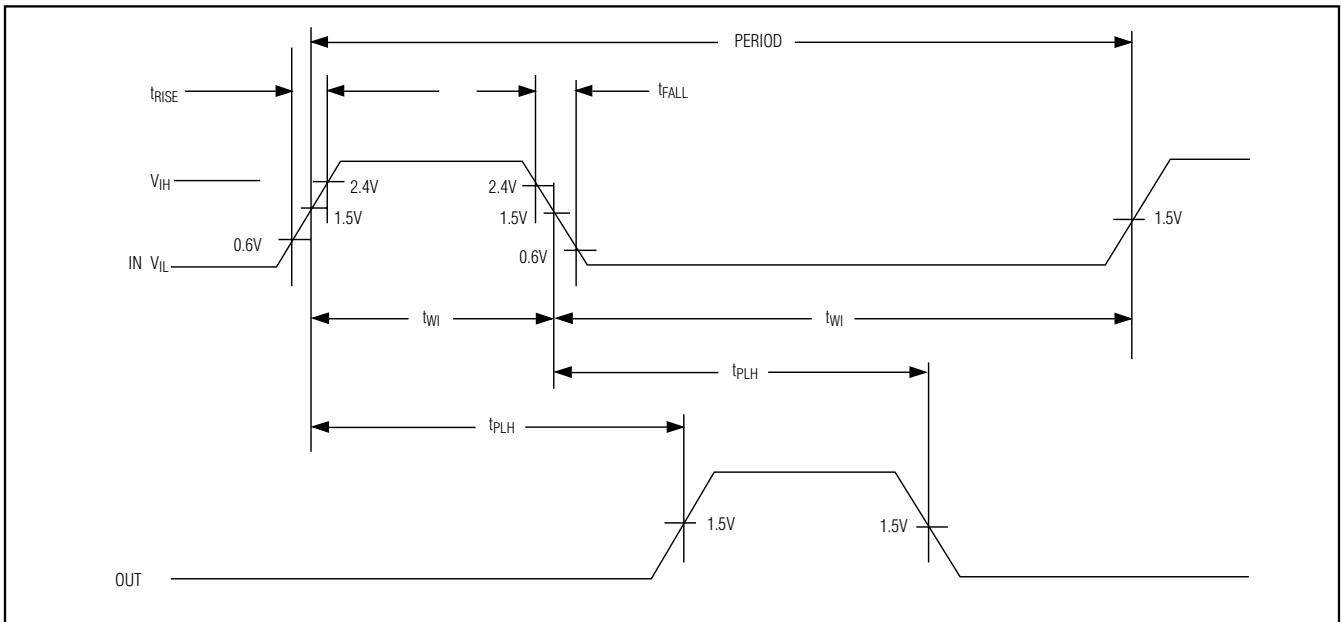 PERIOD
tRISE
tFALL
VIH
2.4V
2.4V
1.5V
1.5V
1.5V
0.6V
0.6V
IN VIL
tWI
tWI
tPLH
tPLH
1.5V
1.5V
OUT